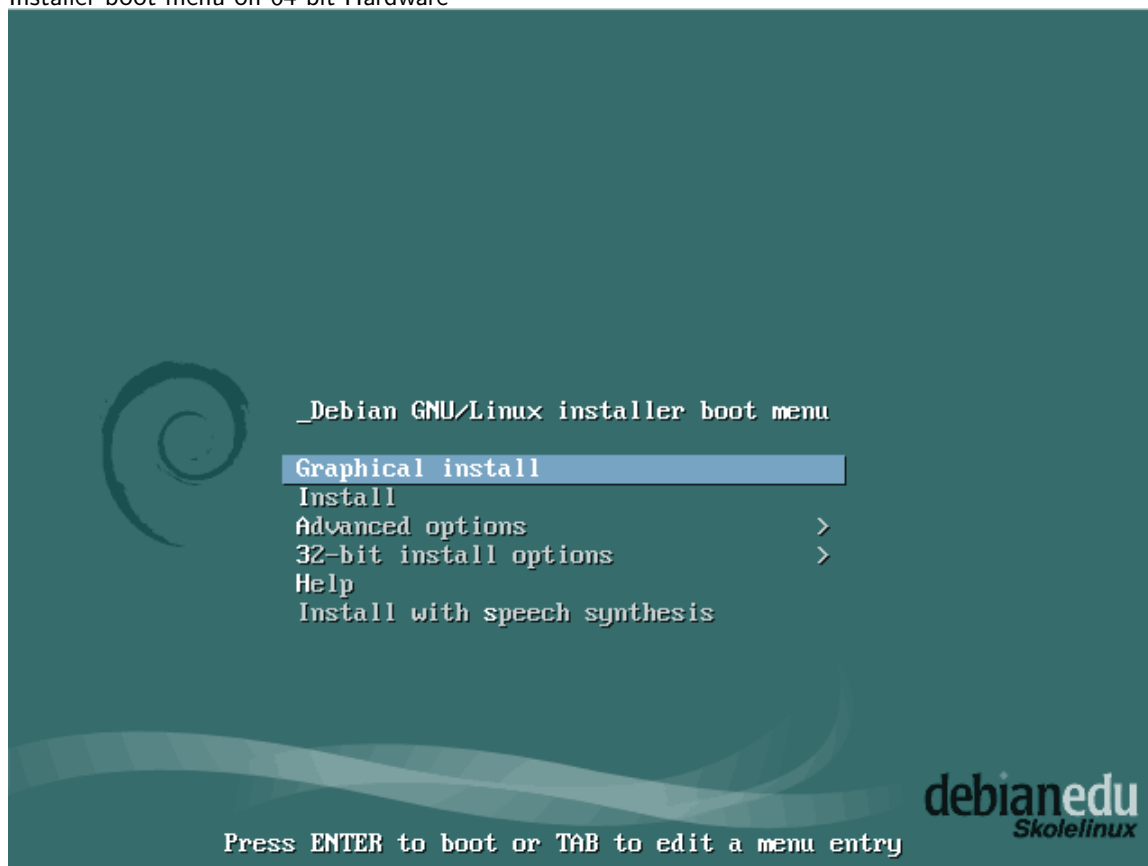 Installer boot menu on 64-bit Hardware
_Debian GNU/Linux installer boot menu
Graphical install
Install
Advanced options >
32-bit install options >
Help
Install with speech synthesis
debianedu
Skolelinux
Press ENTER to boot or TAB to edit a menu entry